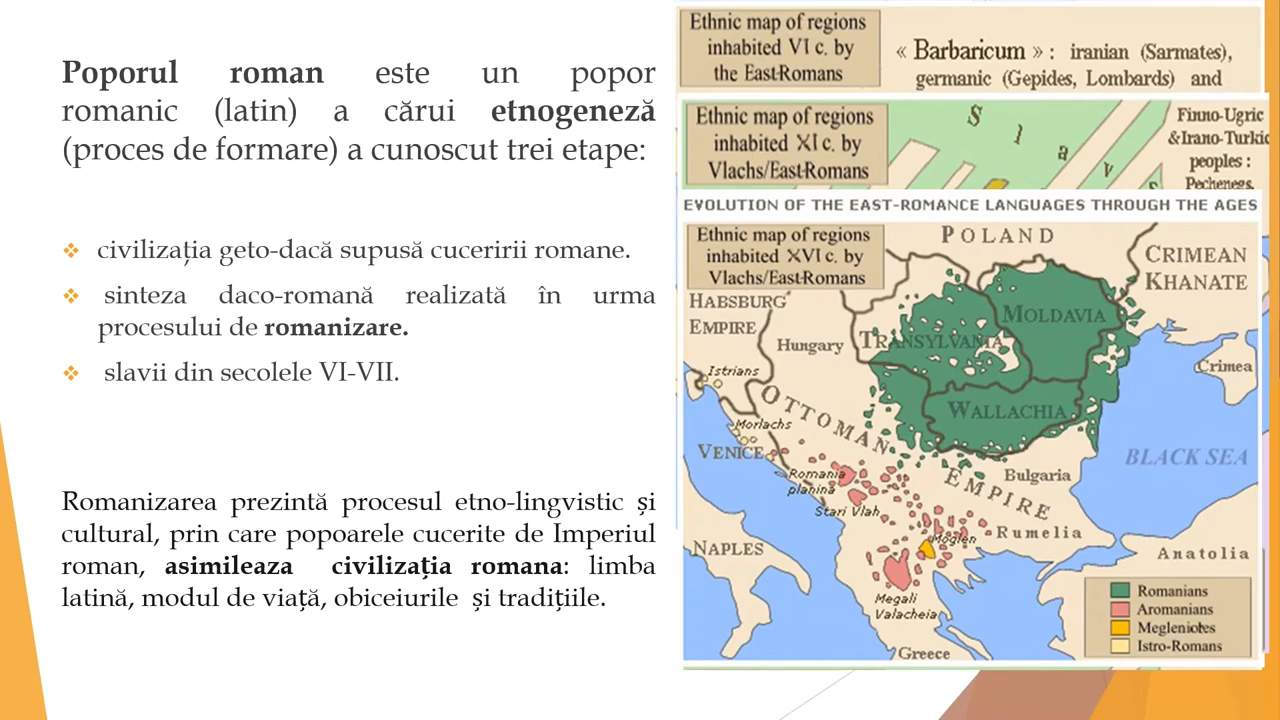 Poporul roman este un popor
romanic (latin) a cărui etnogeneză
(proces de formare) a cunoscut trei etape:
civilizația geto-dacă supusă cuceririi romane.
sinteza daco-romană realizată în urma
procesului de romanizare.
slavii din secolele VI-VII.
Romanizarea prezintă procesul etno-lingvistic și
cultural, prin care popoarele cucerite de Imperiul
roman, asimileaza civilizația romana: limba
latină, modul de viață, obiceiurile și tradițiile.
Ethnic map of regions
inhabited VI c. by
the East-Romans
« Barbaricum » : iranian (Sarmates),
germanic (Gepides, Lombards) and
Ethnic map of regions
inhabited XI c. by
Vlachs/East-Romans
S l a v s
Finno-Ugric
& Irano-Turkic
peoples :
Pechenegs,
EVOLUTION OF THE EAST-ROMANCE LANGUAGES THROUGH THE AGES
Ethnic map of regions
inhabited XVI c. by
Vlachs/East-Romans
POLAND
CRIMEAN
KHANATE
HABSBURG
EMPIRE
MOLDAVIA
Hungary
TRANSYLVANIA
Crimea
Istrians
OTTOMAN EMPIRE
WALLACHIA
Morlachs
VENICE
BLACK SEA
Romania
planina
Bulgaria
Stari Vlah
Rumelia
Moglen
NAPLES
Anatolia
Megali
Valacheia
Greece
Romanians
Aromanians
Megleniotes
Istro-Romans